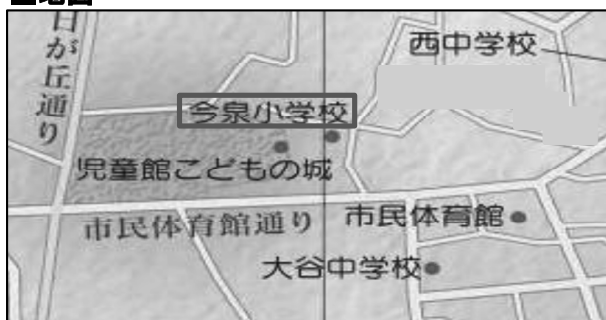 日が丘通り
西中学校
今泉小学校
児童館こどもの城
市民体育館通り
市民体育館
大谷中学校